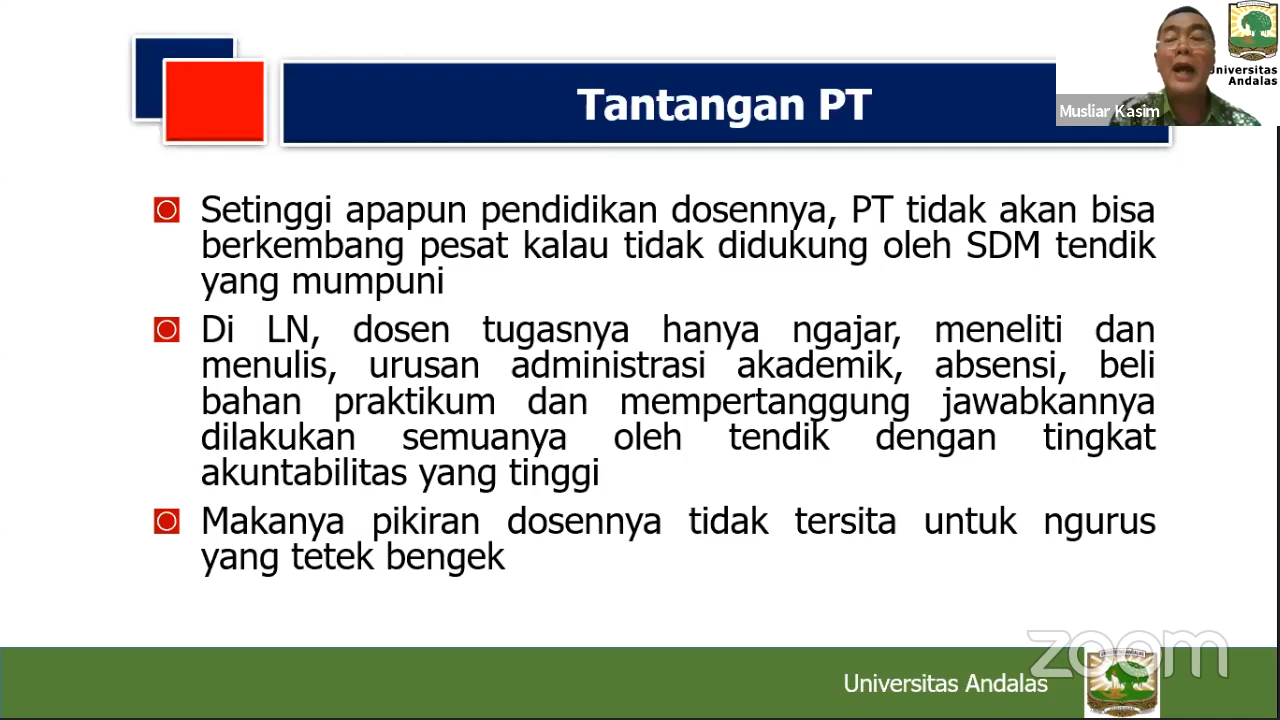 Tantangan PT
Musliar Kasim
Universitas
Andalas
Setinggi apapun pendidikan dosennya, PT tidak akan bisa
berkembang pesat kalau tidak didukung oleh SDM tendik
yang mumpuni
Di LN, dosen tugasnya hanya ngajar, meneliti dan
menulis, urusan administrasi akademik, absensi, beli
bahan praktikum dan mempertanggung jawabkannya
dilakukan semuanya oleh tendik dengan tingkat
akuntabilitas yang tinggi
Makanya pikiran dosennya tidak tersita untuk ngurus
yang tetek bengek
zoom
Universitas Andalas